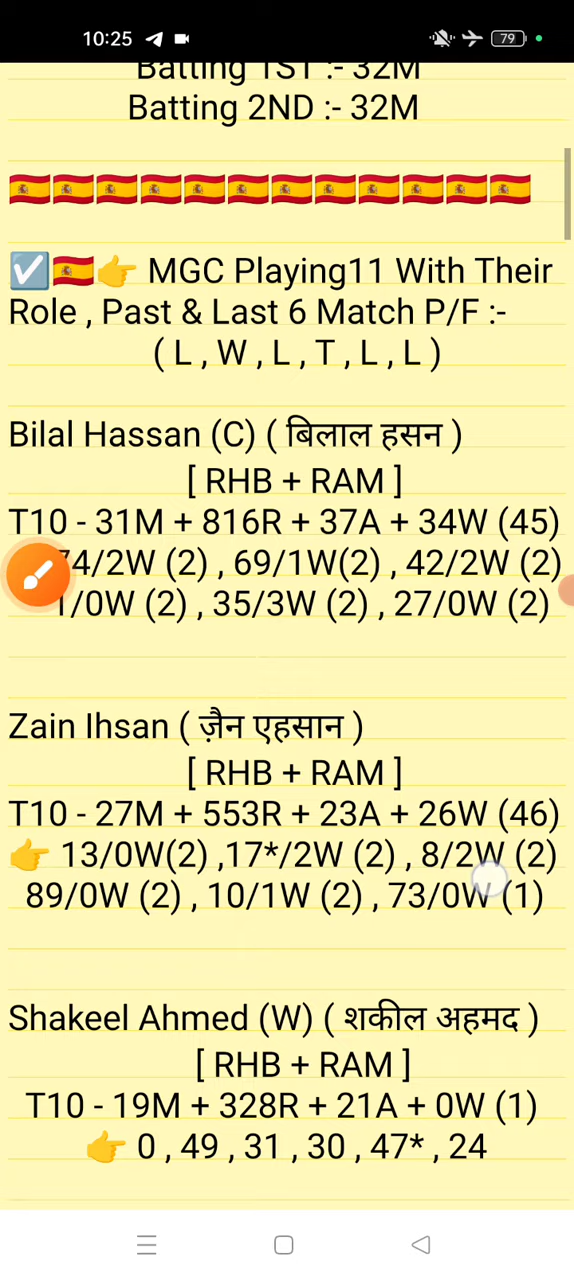 10:25
79
Batting 1ST :- 32M
Batting 2ND :- 32M
MGC Playing11 With Their
Role , Past & Last 6 Match P/F :-
( L , W , L , T , L , L )
Bilal Hassan (C) ( बिलाल हसन )
[ RHB + RAM ]
T10 - 31M + 816R + 37A + 34W (45)
4/2W (2) , 69/1W(2) , 42/2W (2)
/0W (2) , 35/3W (2) , 27/0W (2)
Zain Ihsan ( ज़ैन एहसान )
[ RHB + RAM ]
T10 - 27M + 553R + 23A + 26W (46)
👉 13/0W(2) ,17*/2W (2) , 8/2W (2)
89/0W (2) , 10/1W (2) , 73/0W (1)
Shakeel Ahmed (W) ( शकील अहमद )
[ RHB + RAM ]
T10 - 19M + 328R + 21A + 0W (1)
👉 0 , 49 , 31 , 30 , 47* , 24